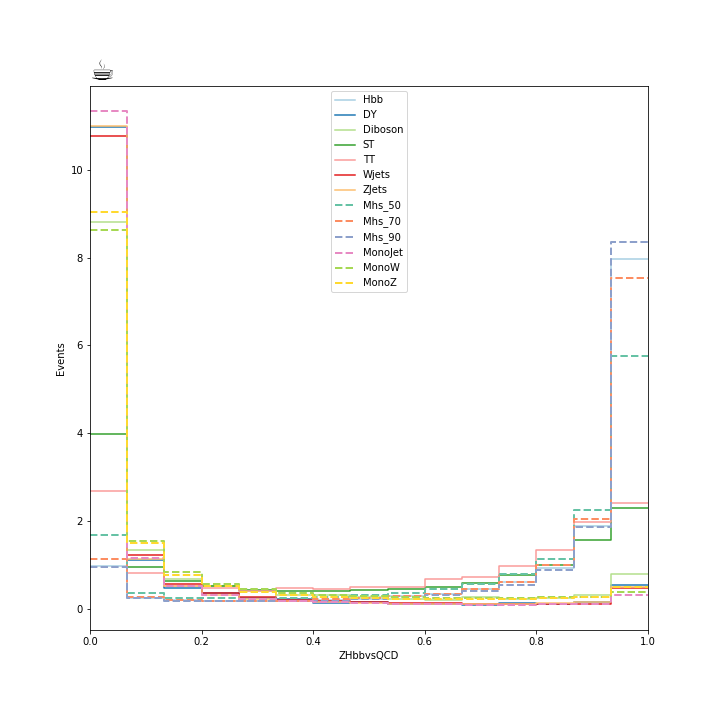 Hbb
DY
Diboson
ST
TT
Wjets
ZJets
Mhs_50
Mhs_70
Mhs_90
MonoJet
MonoW
MonoZ
Events
10
8
6
4
2
0
0.0 0.2 0.4 0.6 0.8 1.0
ZHbbvsQCD